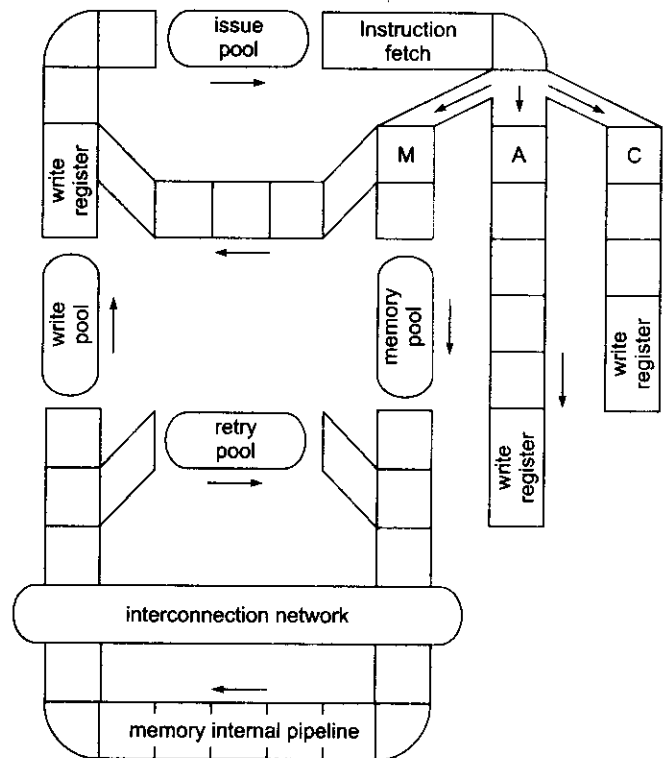 issue
pool
Instruction
fetch
M
A
C
write
register
write
pool
memory
pool
write
register
retry
pool
write
register
interconnection network
memory internal pipeline